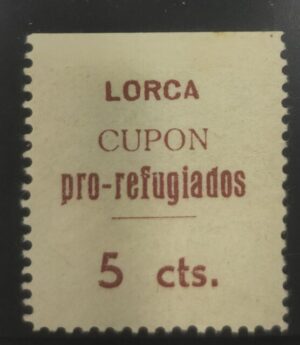 LORCA
CUPON
pro-refugiados
5 cts.